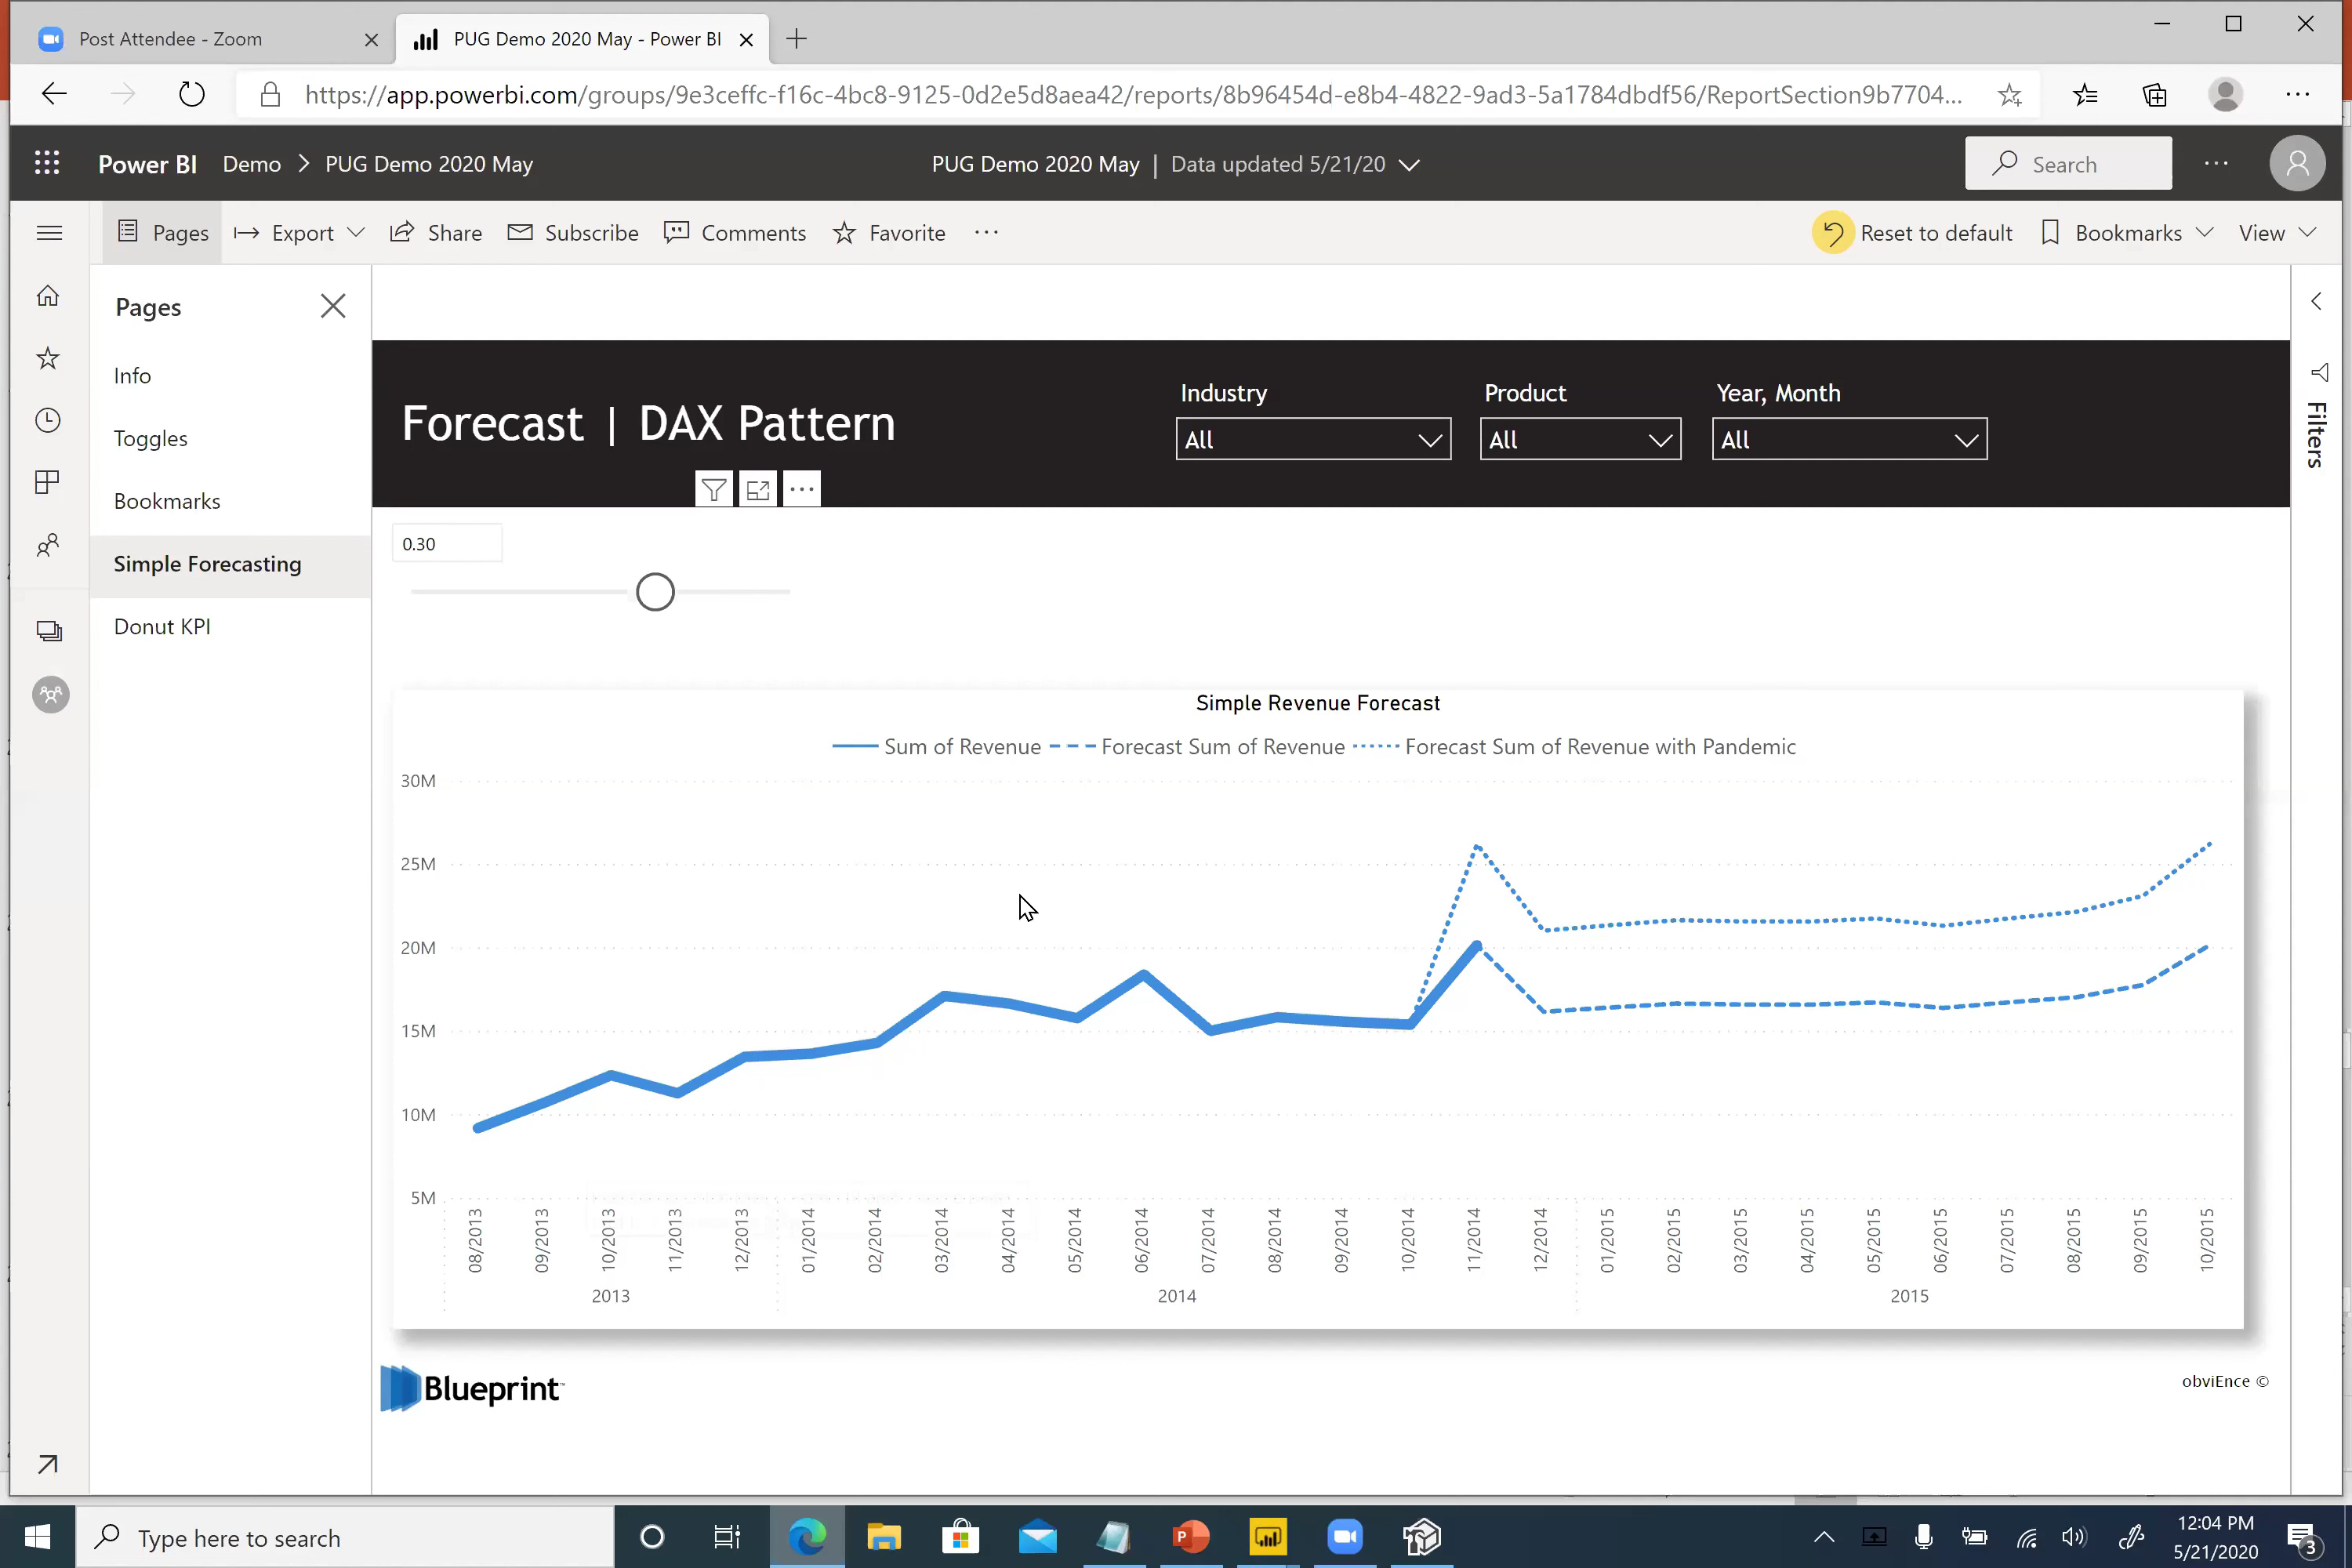 Post Attendee - Zoom
PUG Demo 2020 May - Power BI
https://app.powerbi.com/groups/9e3ceffc-f16c-4bc8-9125-0d2e5d8aea42/reports/8b96454d-e8b4-4822-9ad3-5a1784dbdf56/ReportSection9b7704...
Power BI Demo > PUG Demo 2020 May
PUG Demo 2020 May | Data updated 5/21/20
Search
Pages
Export
Share
Subscribe
Comments
Favorite
Reset to default
Bookmarks
View
Pages
Info
Toggles
Bookmarks
Simple Forecasting
Donut KPI
Forecast | DAX Pattern
Industry
All
Product
All
Year, Month
All
Filters
0.30
Simple Revenue Forecast
Sum of Revenue Forecast Sum of Revenue Forecast Sum of Revenue with Pandemic
30M
25M
20M
15M
10M
5M
08/2013 09/2013 10/2013 11/2013 12/2013 01/2014 02/2014 03/2014 04/2014 05/2014 06/2014 07/2014 08/2014 09/2014 10/2014 11/2014 12/2014 01/2015 02/2015 03/2015 04/2015 05/2015 06/2015 07/2015 08/2015 09/2015 10/2015
2013 2014 2015
Blueprint™
obviEnce ©
Type here to search
12:04 PM
5/21/2020
3